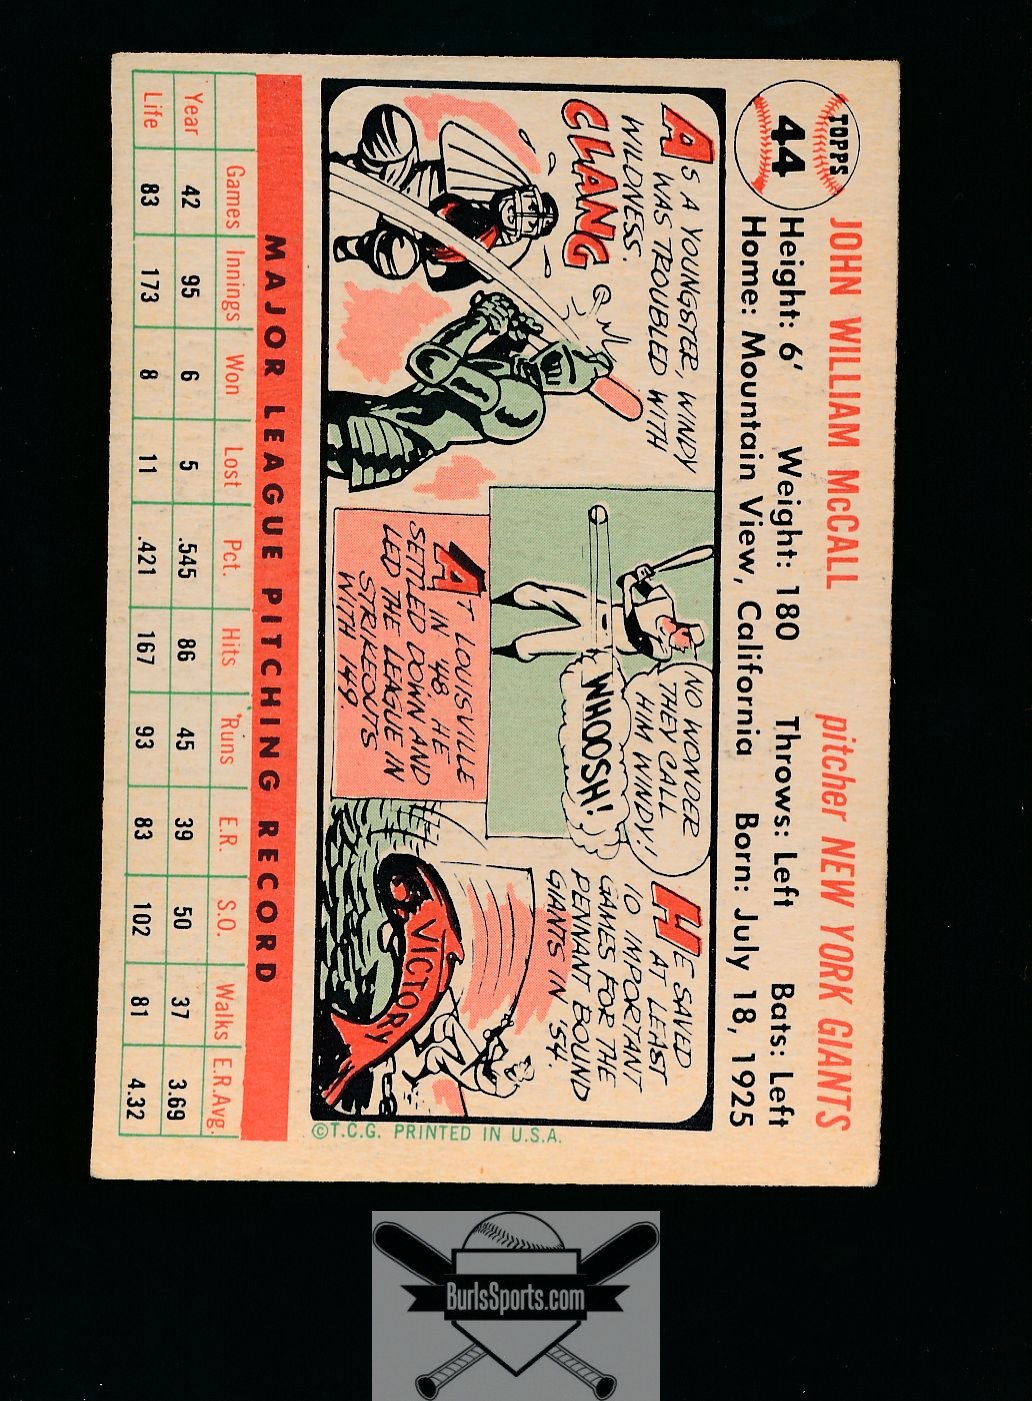 TOPPS
44
JOHN WILLIAM McCALL pitcher NEW YORK GIANTS
Height: 6' Weight: 180 Throws: Left Bats: Left
Home: Mountain View, California Born: July 18, 1925
AS A YOUNGSTER, WINDY
WAS TROUBLED WITH
WILDNESS.
CLANG
NO WONDER
THEY CALL
HIM WINDY!
WHOOSH!
AT LOUISVILLE
IN '48, HE
SETTLED DOWN AND
LED THE LEAGUE IN
STRIKEOUTS
WITH 149.
HE SAVED
AT LEAST
10 IMPORTANT
GAMES FOR THE
PENNANT BOUND
GIANTS IN '54.
VICTORY
©T.C.G. PRINTED IN U.S.A.
MAJOR LEAGUE PITCHING RECORD
Games Innings Won Lost Pct. Hits Runs E.R. S.O. Walks E.R.Avg.
Year 42 95 6 5 .545 86 45 39 50 37 3.69
Life 83 173 8 11 .421 167 93 83 102 81 4.32
BurlsSports.com